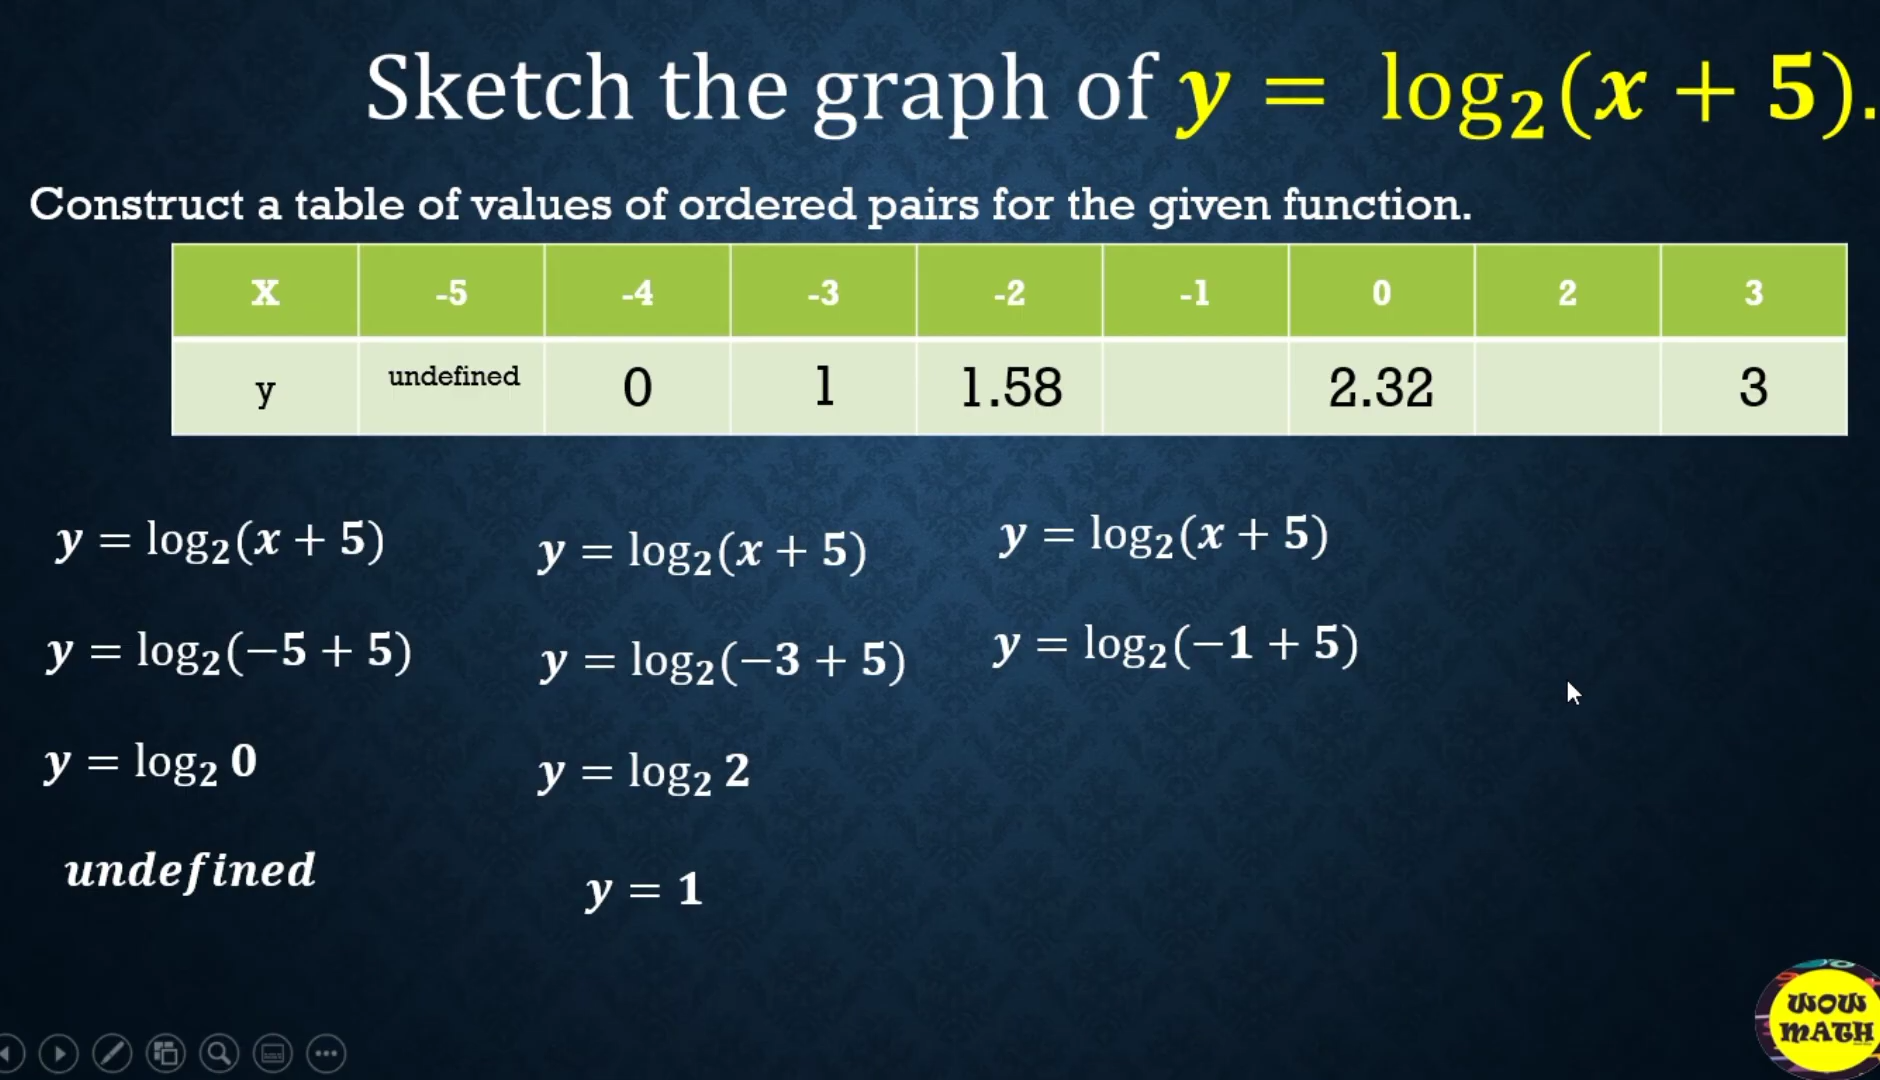 Sketch the graph of y = log₂(x + 5).
Construct a table of values of ordered pairs for the given function.
X -5 -4 -3 -2 -1 0 2 3
y undefined 0 1 1.58 2.32 3
y = log₂(x + 5)
y = log₂(−5 + 5)
y = log₂ 0
undefined
y = log₂(x + 5)
y = log₂(−3 + 5)
y = log₂ 2
y = 1
y = log₂(x + 5)
y = log₂(−1 + 5)
WOW
MATH